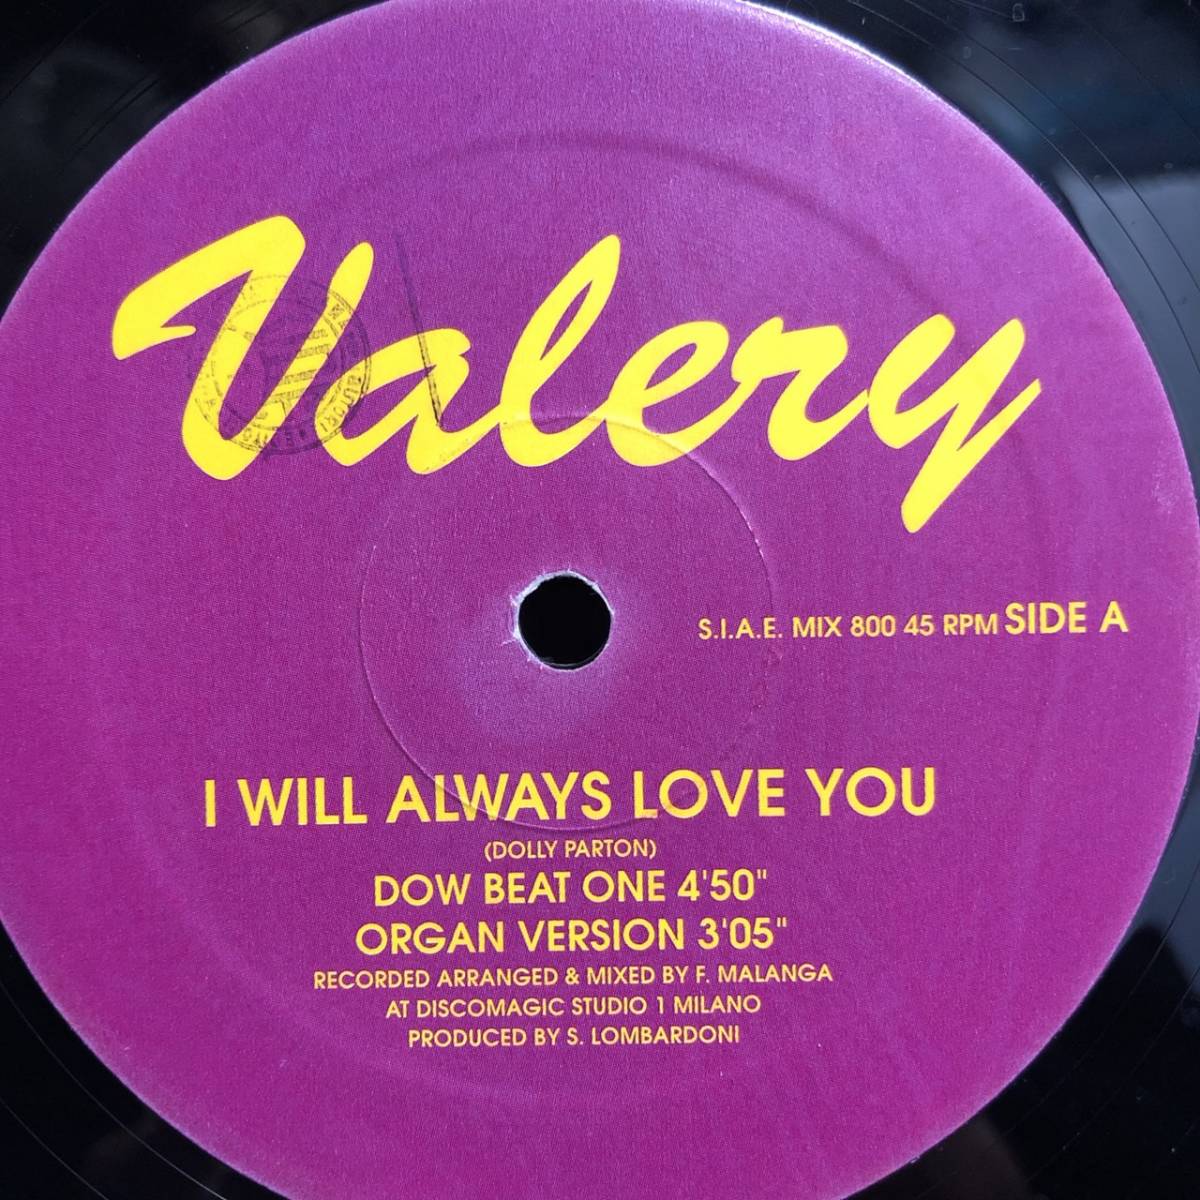 Valery
S.I.A.E. MIX 800 45 RPM SIDE A
I WILL ALWAYS LOVE YOU
(DOLLY PARTON)
DOW BEAT ONE 4'50"
ORGAN VERSION 3'05"
RECORDED ARRANGED & MIXED BY F. MALANGA
AT DISCOMAGIC STUDIO 1 MILANO
PRODUCED BY S. LOMBARDONI